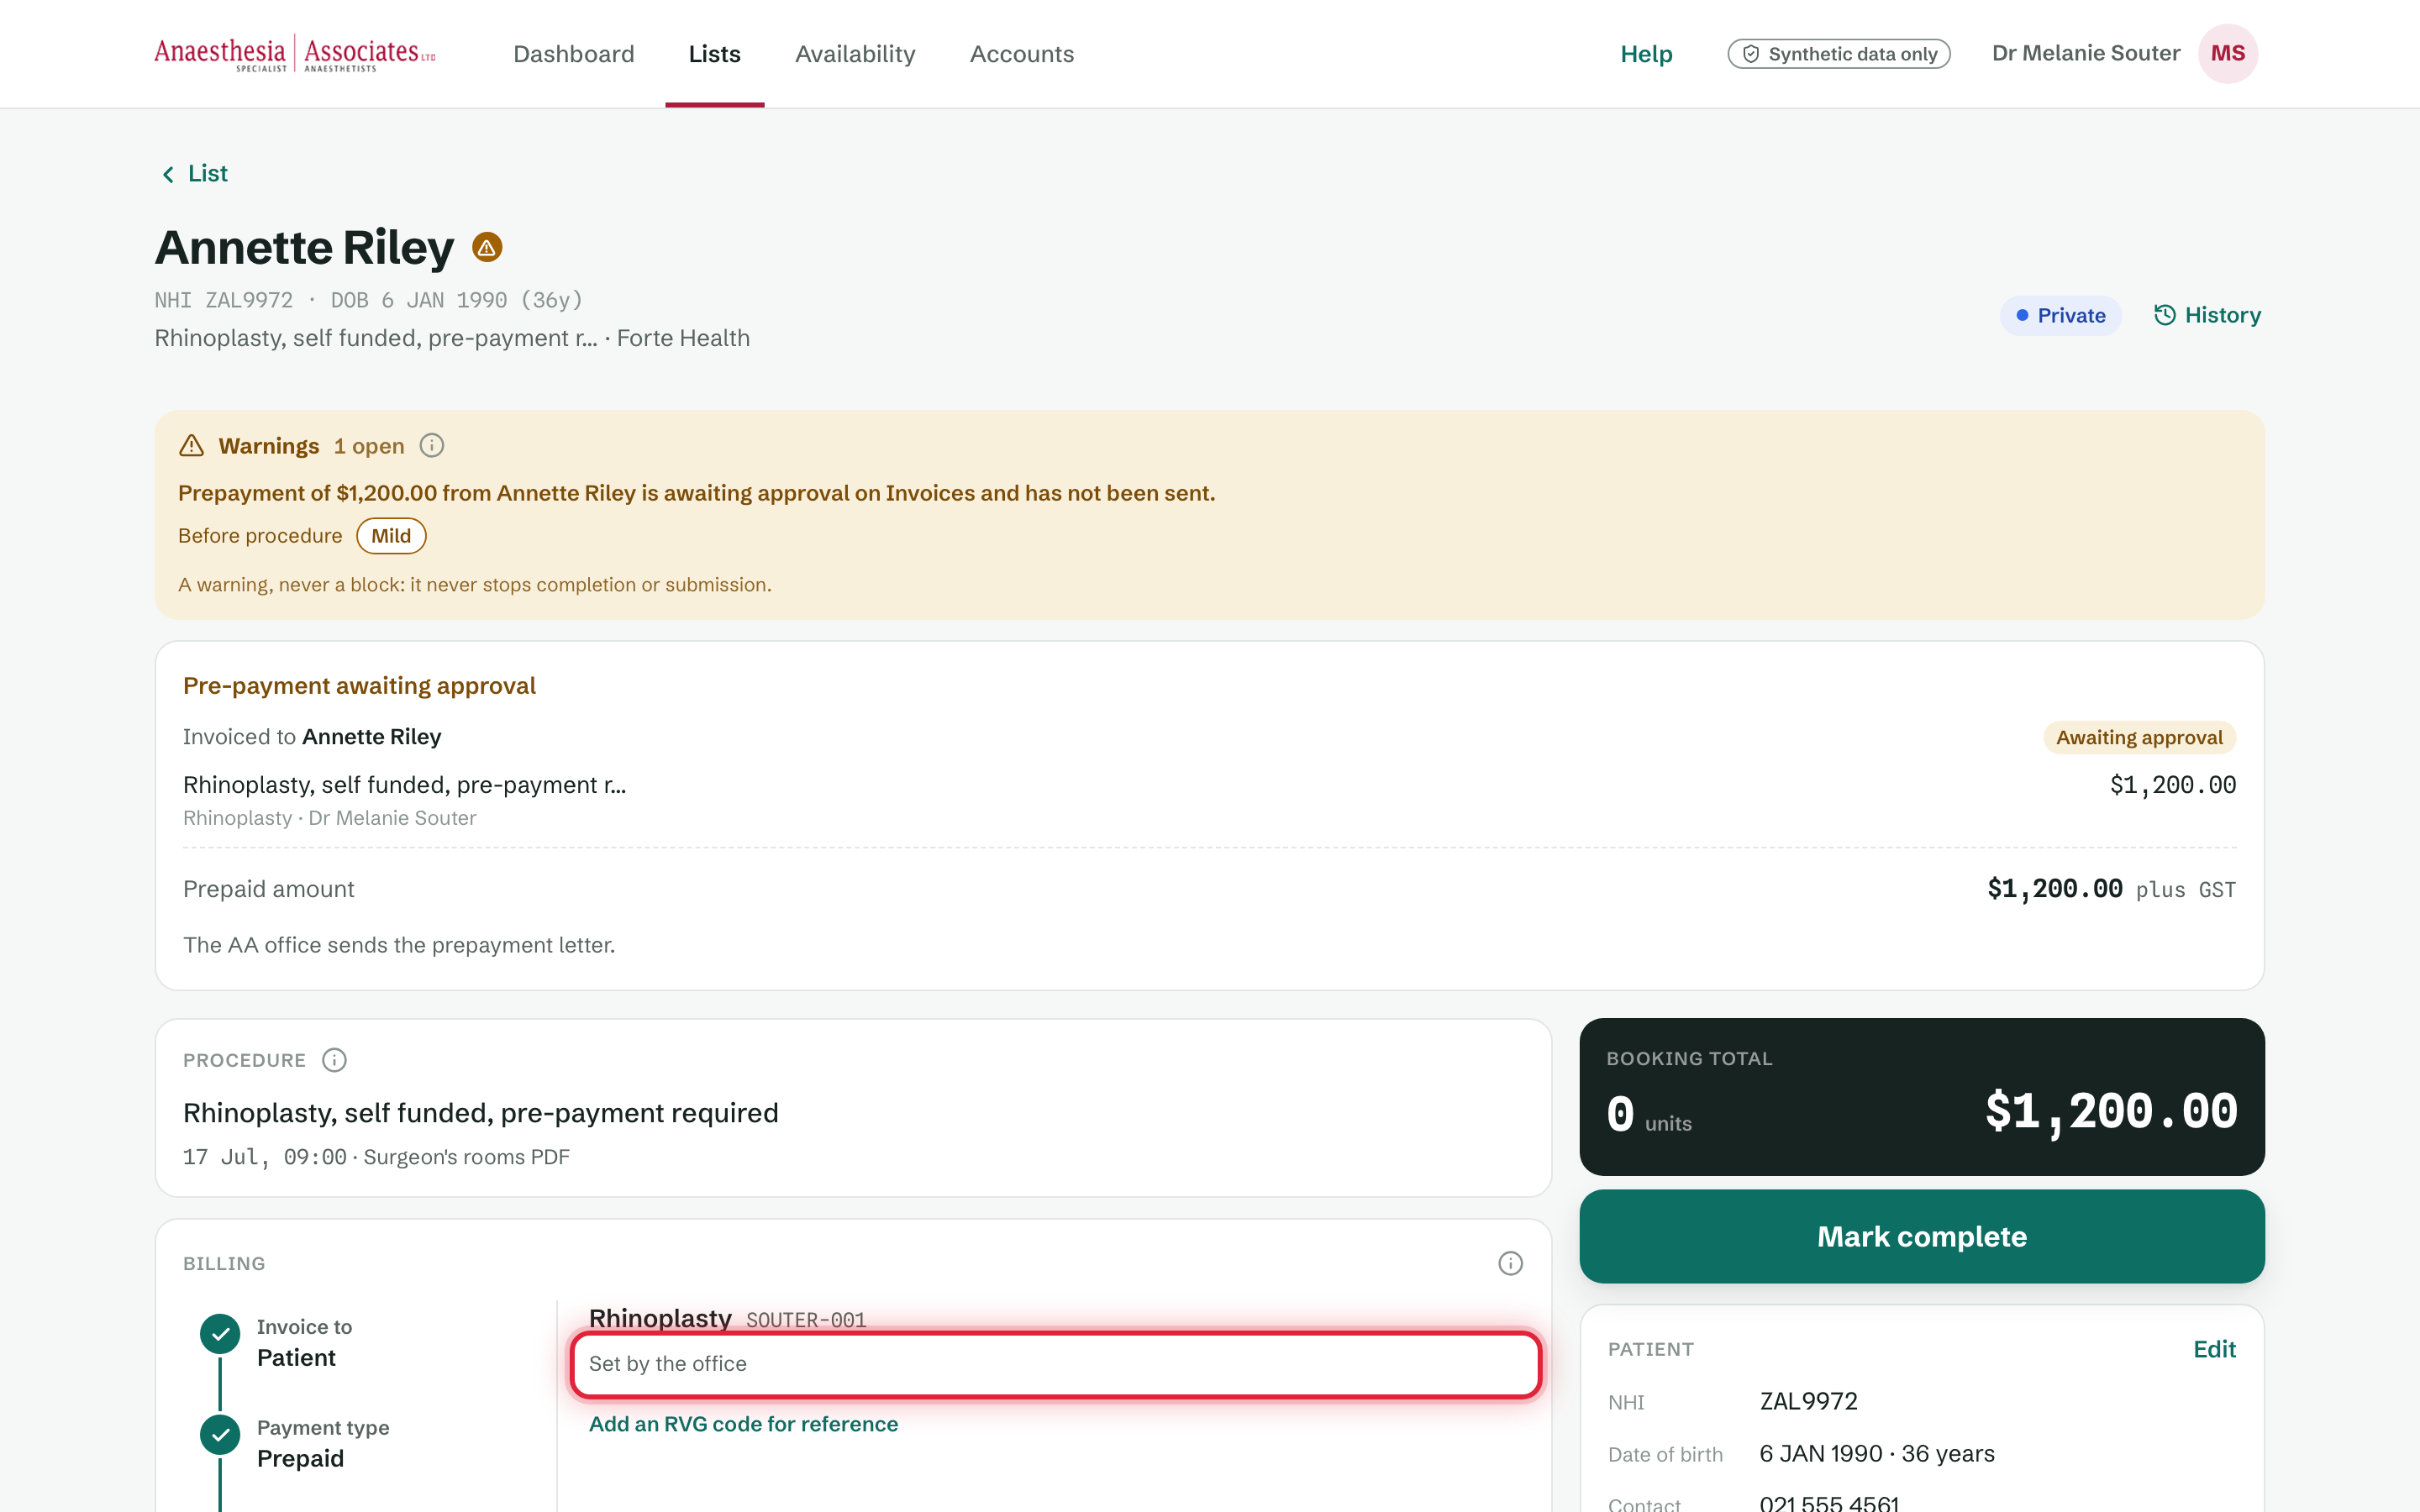 Anaesthesia Associates LTD
SPECIALIST ANAESTHETISTS
Dashboard
Lists
Availability
Accounts
Help
Synthetic data only
Dr Melanie Souter
MS
List
Annette Riley
NHI ZAL9972 · DOB 6 JAN 1990 (36y)
Rhinoplasty, self funded, pre-payment r... · Forte Health
Private
History
Warnings 1 open
Prepayment of $1,200.00 from Annette Riley is awaiting approval on Invoices and has not been sent.
Before procedure Mild
A warning, never a block: it never stops completion or submission.
Pre-payment awaiting approval
Invoiced to Annette Riley
Awaiting approval
Rhinoplasty, self funded, pre-payment r...
$1,200.00
Rhinoplasty · Dr Melanie Souter
Prepaid amount
$1,200.00 plus GST
The AA office sends the prepayment letter.
PROCEDURE
Rhinoplasty, self funded, pre-payment required
17 Jul, 09:00 · Surgeon's rooms PDF
BOOKING TOTAL
0 units
$1,200.00
Mark complete
BILLING
Invoice to
Patient
Payment type
Prepaid
Rhinoplasty SOUTER-001
Set by the office
Add an RVG code for reference
PATIENT
Edit
NHI
ZAL9972
Date of birth
6 JAN 1990 · 36 years
Contact
021 555 4561